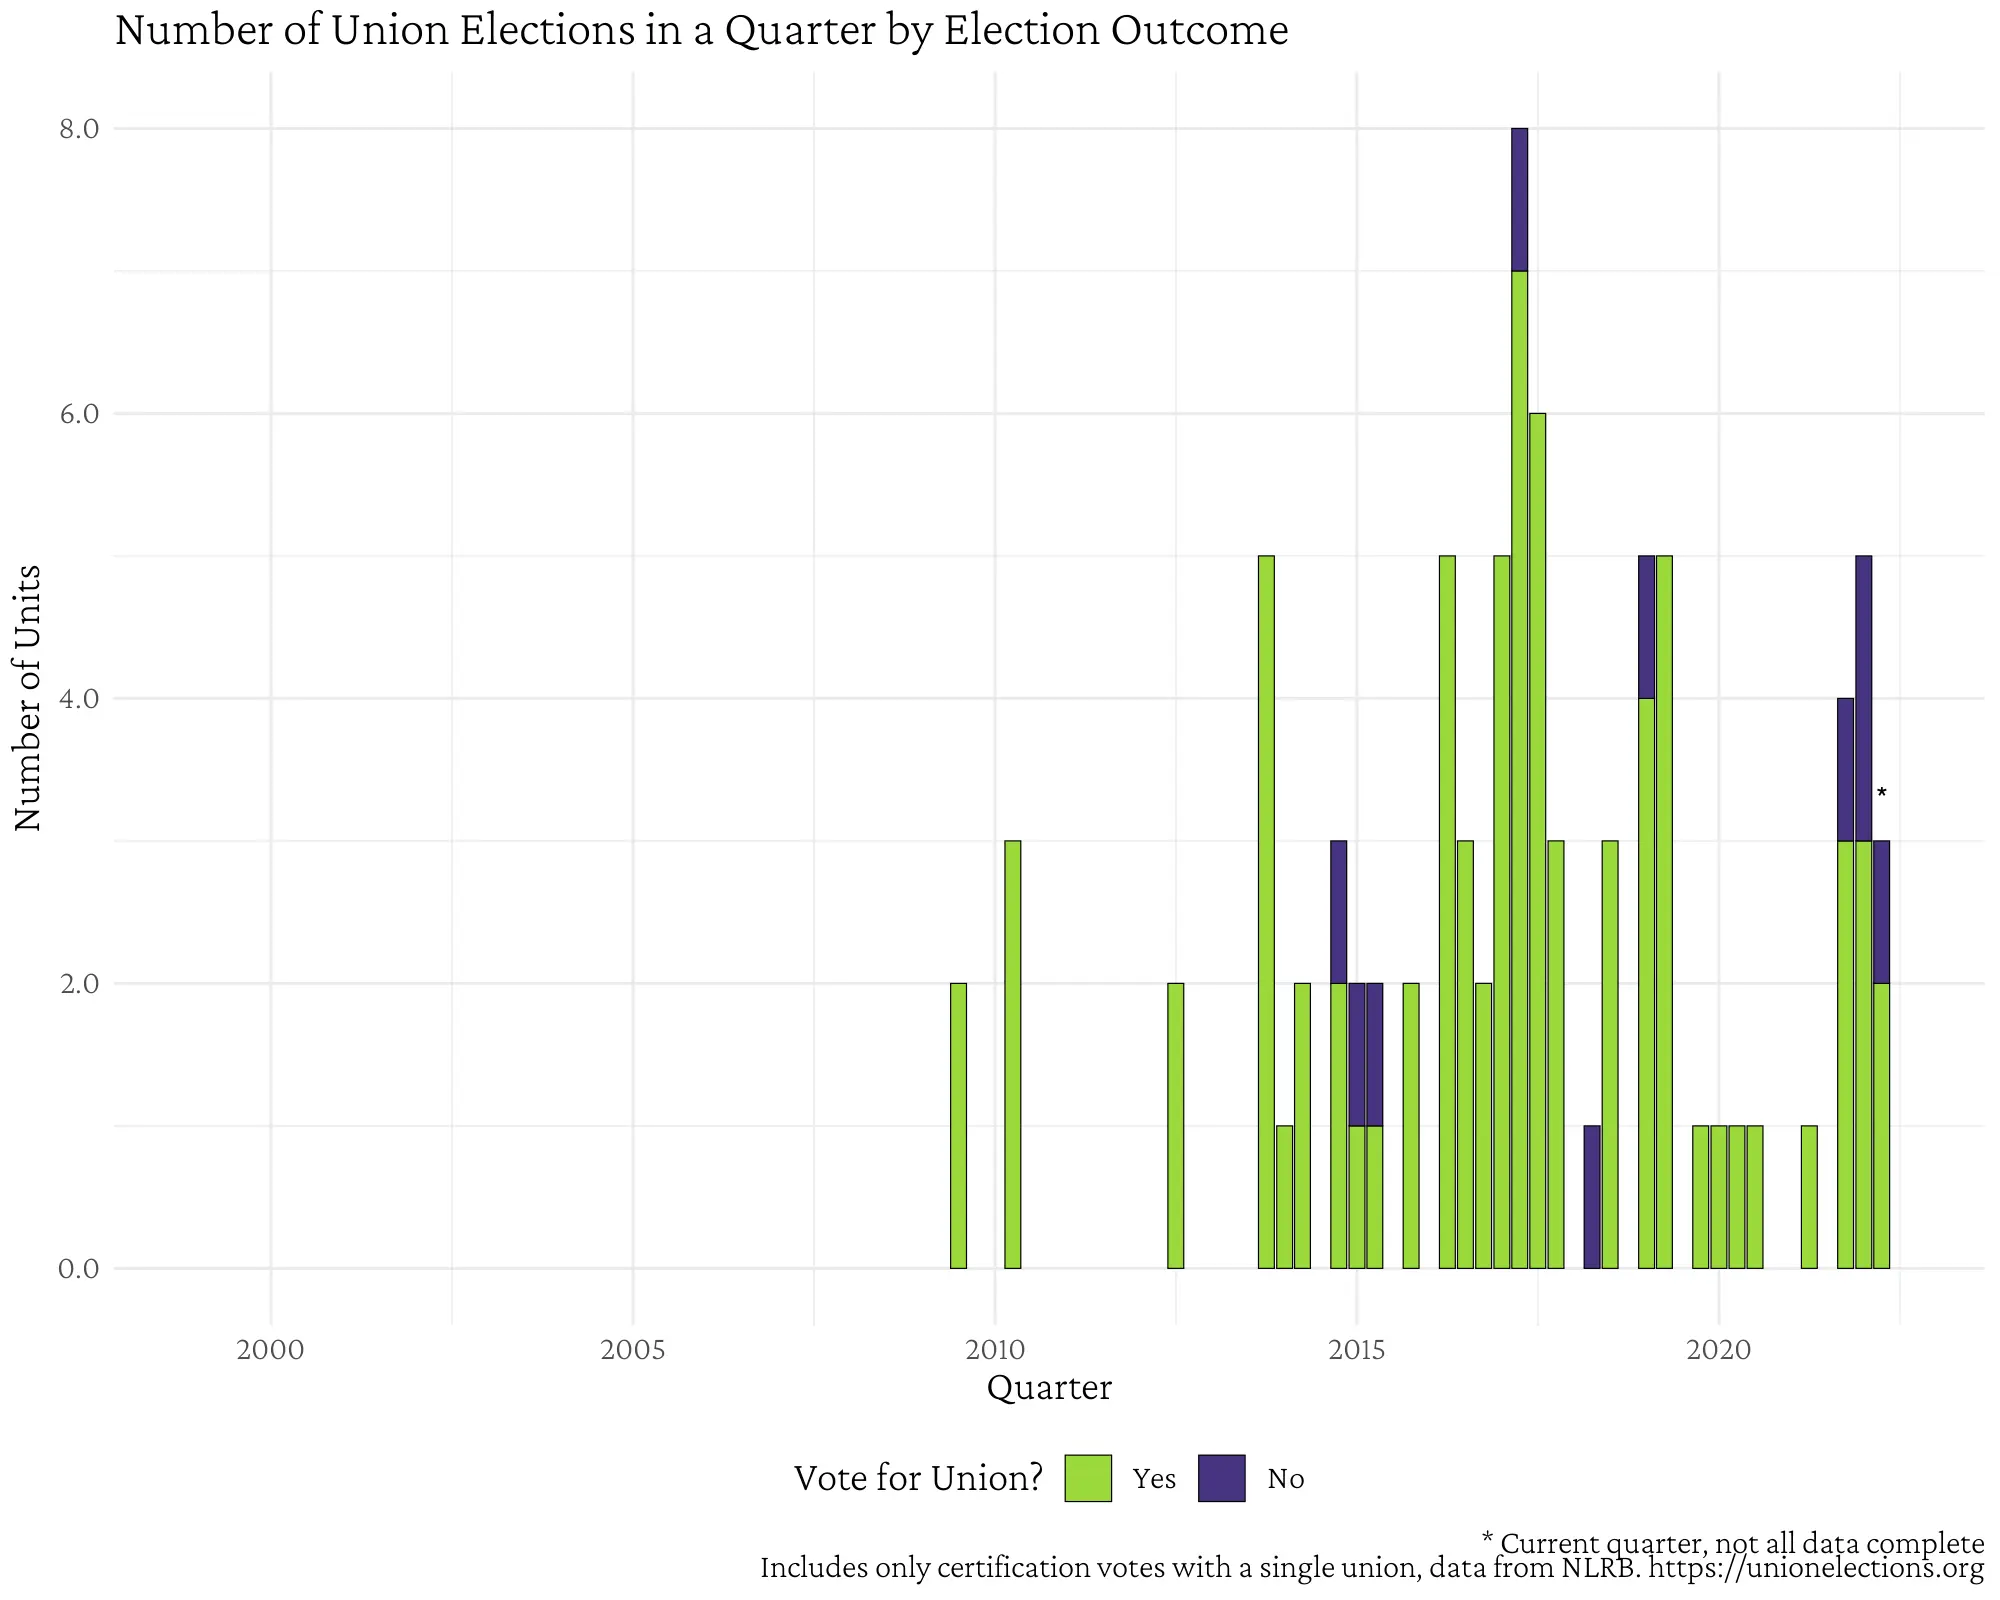 Number of Union Elections in a Quarter by Election Outcome
Number of Units
8.0
6.0
4.0
2.0
0.0
*
2000 2005 2010 2015 2020
Quarter
Vote for Union? Yes No
* Current quarter, not all data complete
Includes only certification votes with a single union, data from NLRB. https://unionelections.org